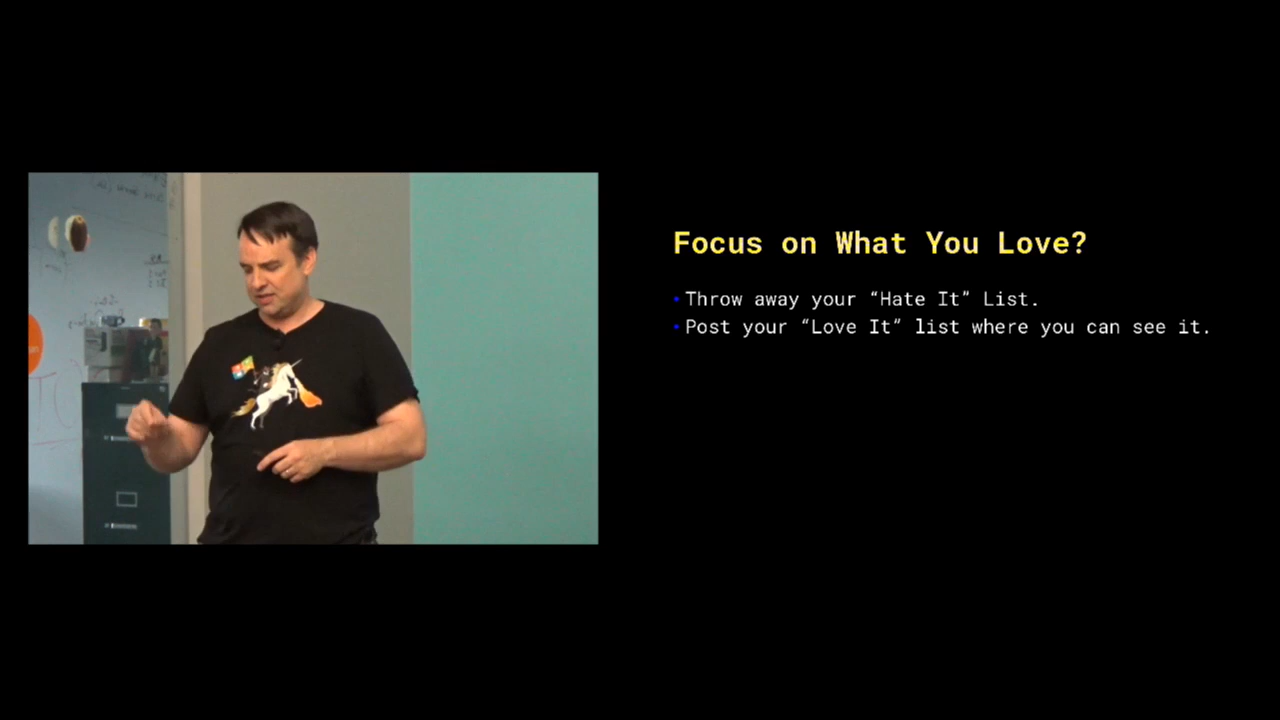 Focus on What You Love?
• Throw away your “Hate It” List.
• Post your “Love It” list where you can see it.